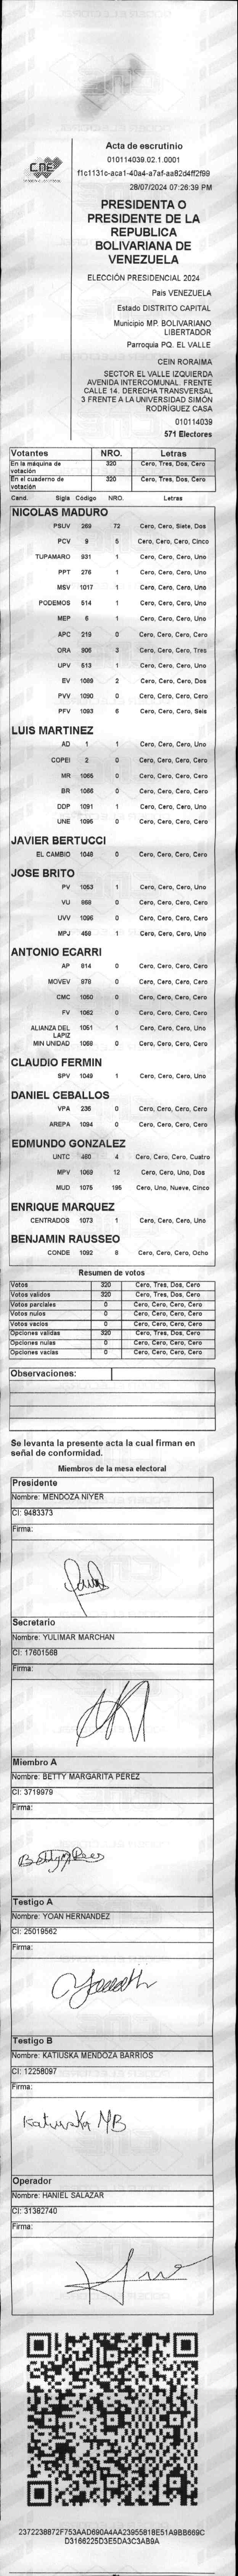 CNE
Acta de escrutinio
010114039.02.1.0001
f1c1131c-aca1-40a4-a7af-aa82d4ff2f99
28/07/2024 07:26:39 PM
PRESIDENTA O
PRESIDENTE DE LA
REPUBLICA
BOLIVARIANA DE
VENEZUELA
ELECCIÓN PRESIDENCIAL 2024
Pais VENEZUELA
Estado DISTRITO CAPITAL
Municipio MP. BOLIVARIANO
LIBERTADOR
Parroquia PQ. EL VALLE
CEIN RORAIMA
SECTOR EL VALLE IZQUIERDA
AVENIDA INTERCOMUNAL. FRENTE
CALLE 14. DERECHA TRANSVERSAL
3 FRENTE A LA UNIVERSIDAD SIMÓN
RODRÍGUEZ CASA
010114039
571 Electores
Votantes NRO. Letras
En la máquina de votación 320 Cero, Tres, Dos, Cero
En el cuaderno de votación 320 Cero, Tres, Dos, Cero
Cand. Sigla Código NRO. Letras
NICOLAS MADURO
PSUV 269 72 Cero, Cero, Siete, Dos
PCV 9 5 Cero, Cero, Cero, Cinco
TUPAMARO 931 1 Cero, Cero, Cero, Uno
PPT 276 1 Cero, Cero, Cero, Uno
MSV 1017 1 Cero, Cero, Cero, Uno
PODEMOS 514 1 Cero, Cero, Cero, Uno
MEP 6 1 Cero, Cero, Cero, Uno
APC 219 0 Cero, Cero, Cero, Cero
ORA 906 3 Cero, Cero, Cero, Tres
UPV 513 1 Cero, Cero, Cero, Uno
EV 1089 2 Cero, Cero, Cero, Dos
PVV 1090 0 Cero, Cero, Cero, Cero
PFV 1093 6 Cero, Cero, Cero, Seis
LUIS MARTINEZ
AD 1 1 Cero, Cero, Cero, Uno
COPEI 2 0 Cero, Cero, Cero, Cero
MR 1065 0 Cero, Cero, Cero, Cero
BR 1066 0 Cero, Cero, Cero, Cero
DDP 1091 1 Cero, Cero, Cero, Uno
UNE 1095 0 Cero, Cero, Cero, Cero
JAVIER BERTUCCI
EL CAMBIO 1048 0 Cero, Cero, Cero, Cero
JOSE BRITO
PV 1053 1 Cero, Cero, Cero, Uno
VU 868 0 Cero, Cero, Cero, Cero
UVV 1096 0 Cero, Cero, Cero, Cero
MPJ 459 1 Cero, Cero, Cero, Uno
ANTONIO ECARRI
AP 814 0 Cero, Cero, Cero, Cero
MOVEV 978 0 Cero, Cero, Cero, Cero
CMC 1050 0 Cero, Cero, Cero, Cero
FV 1062 0 Cero, Cero, Cero, Cero
ALIANZA DEL LAPIZ 1051 1 Cero, Cero, Cero, Uno
MIN UNIDAD 1068 0 Cero, Cero, Cero, Cero
CLAUDIO FERMIN
SPV 1049 1 Cero, Cero, Cero, Uno
DANIEL CEBALLOS
VPA 236 0 Cero, Cero, Cero, Cero
AREPA 1094 0 Cero, Cero, Cero, Cero
EDMUNDO GONZALEZ
UNTC 460 4 Cero, Cero, Cero, Cuatro
MPV 1069 12 Cero, Cero, Uno, Dos
MUD 1075 195 Cero, Uno, Nueve, Cinco
ENRIQUE MARQUEZ
CENTRADOS 1073 1 Cero, Cero, Cero, Uno
BENJAMIN RAUSSEO
CONDE 1092 8 Cero, Cero, Cero, Ocho
Resumen de votos
Votos 320 Cero, Tres, Dos, Cero
Votos validos 320 Cero, Tres, Dos, Cero
Votos parciales 0 Cero, Cero, Cero, Cero
Votos nulos 0 Cero, Cero, Cero, Cero
Votos vacios 0 Cero, Cero, Cero, Cero
Opciones validas 320 Cero, Tres, Dos, Cero
Opciones nulas 0 Cero, Cero, Cero, Cero
Opciones vacias 0 Cero, Cero, Cero, Cero
Observaciones:
Se levanta la presente acta la cual firman en
señal de conformidad.
Miembros de la mesa electoral
Presidente
Nombre: MENDOZA NIYER
CI: 9483373
Firma:
Secretario
Nombre: YULIMAR MARCHAN
CI: 17601568
Firma:
Miembro A
Nombre: BETTY MARGARITA PEREZ
CI: 3719979
Firma:
Testigo A
Nombre: YOAN HERNANDEZ
CI: 25019562
Firma:
Testigo B
Nombre: KATIUSKA MENDOZA BARRIOS
CI: 12258097
Firma:
Katiuska MB
Operador
Nombre: HANIEL SALAZAR
CI: 31382740
Firma:
2372238872F753AAD690A4AA23955818E51A9BB669C
D3166225D3E5DA3C3AB9A